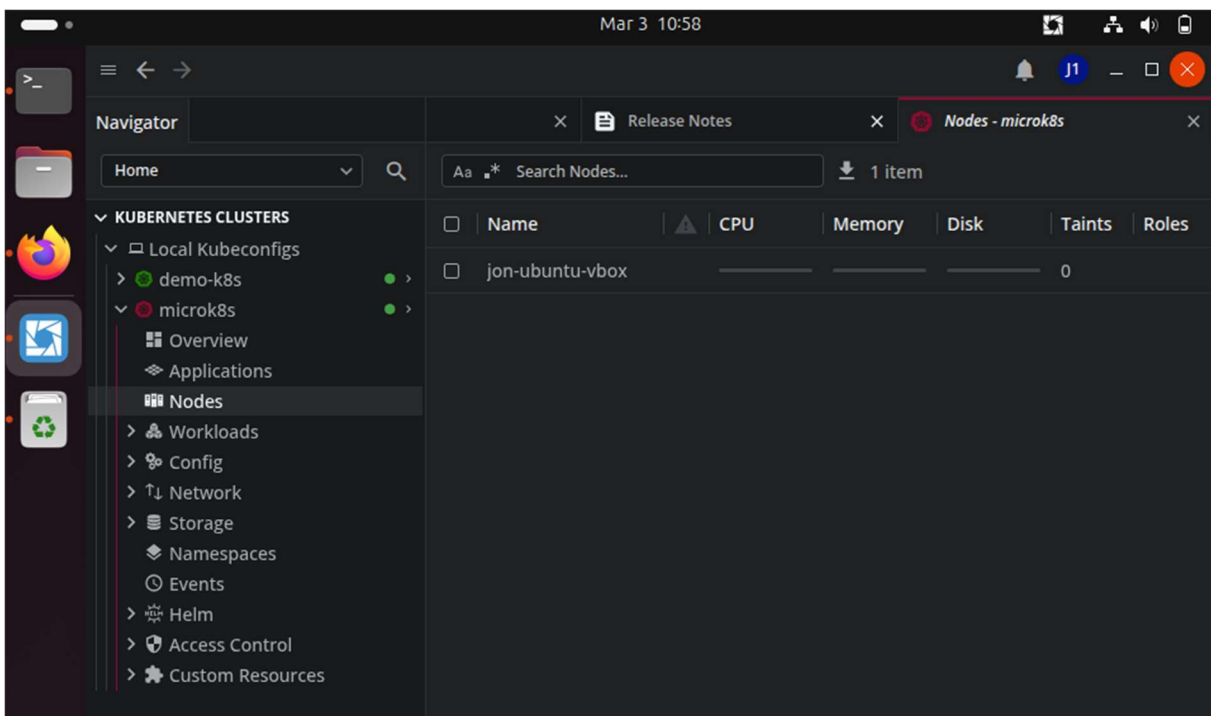 Mar 3 10:58
J1
Navigator
Release Notes
Nodes - microk8s
Home
Aa .* Search Nodes...
1 item
KUBERNETES CLUSTERS
Name CPU Memory Disk Taints Roles
Local Kubeconfigs
demo-k8s
jon-ubuntu-vbox 0
microk8s
Overview
Applications
Nodes
Workloads
Config
Network
Storage
Namespaces
Events
HELM Helm
Access Control
Custom Resources